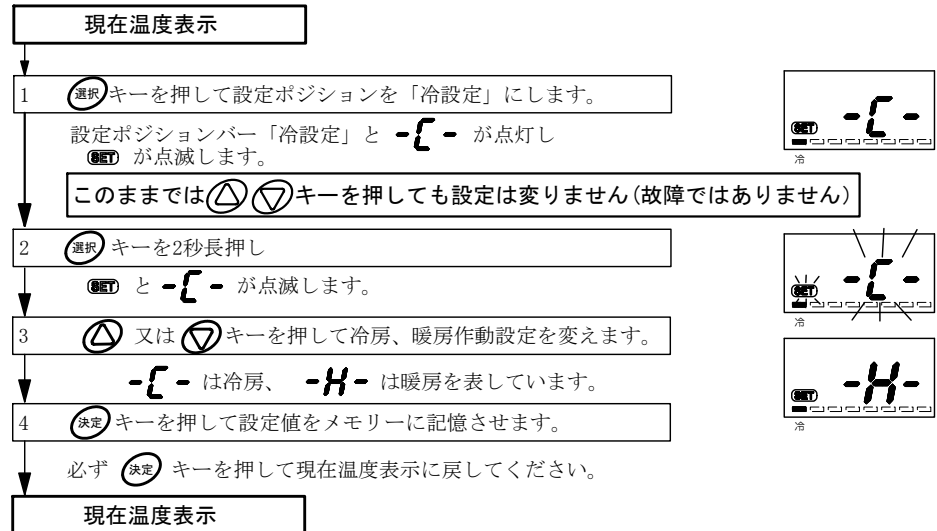 現在温度表示
1 選択キーを押して設定ポジションを「冷設定」にします。
設定ポジションバー「冷設定」と -C- が点灯し
SET が点滅します。
-C-
SET
冷
このままでは△▽キーを押しても設定は変りません(故障ではありません)
2 選択キーを2秒長押し
SET と -C- が点滅します。
-C-
SET
冷
3 △ 又は ▽キーを押して冷房、暖房作動設定を変えます。
-C- は冷房、 -H- は暖房を表しています。
-H-
SET
冷
4 決定キーを押して設定値をメモリーに記憶させます。
必ず 決定 キーを押して現在温度表示に戻してください。
現在温度表示